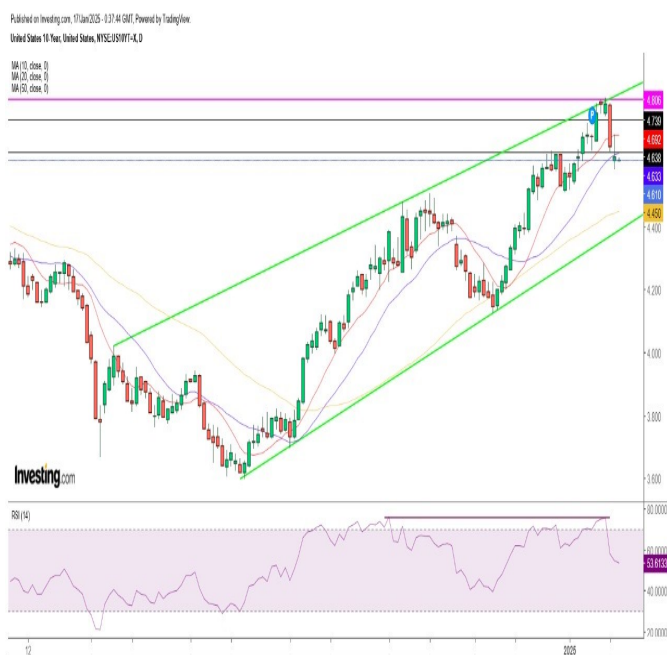 Published on Investing.com, 17/Jan/2025 - 0:37:44 GMT, Powered by TradingView.
United States 10-Year, United States, NYSE:US10YT=X, D
MA (10, close, 0)
MA (20, close, 0)
MA (50, close, 0)
4.806
4.739
4.692
4.638
4.633
4.610
4.450
4.400
4.200
4.000
3.800
3.600
Investing.com
RSI (14)
80.0000
53.6133
40.0000
20.0000
12
2025